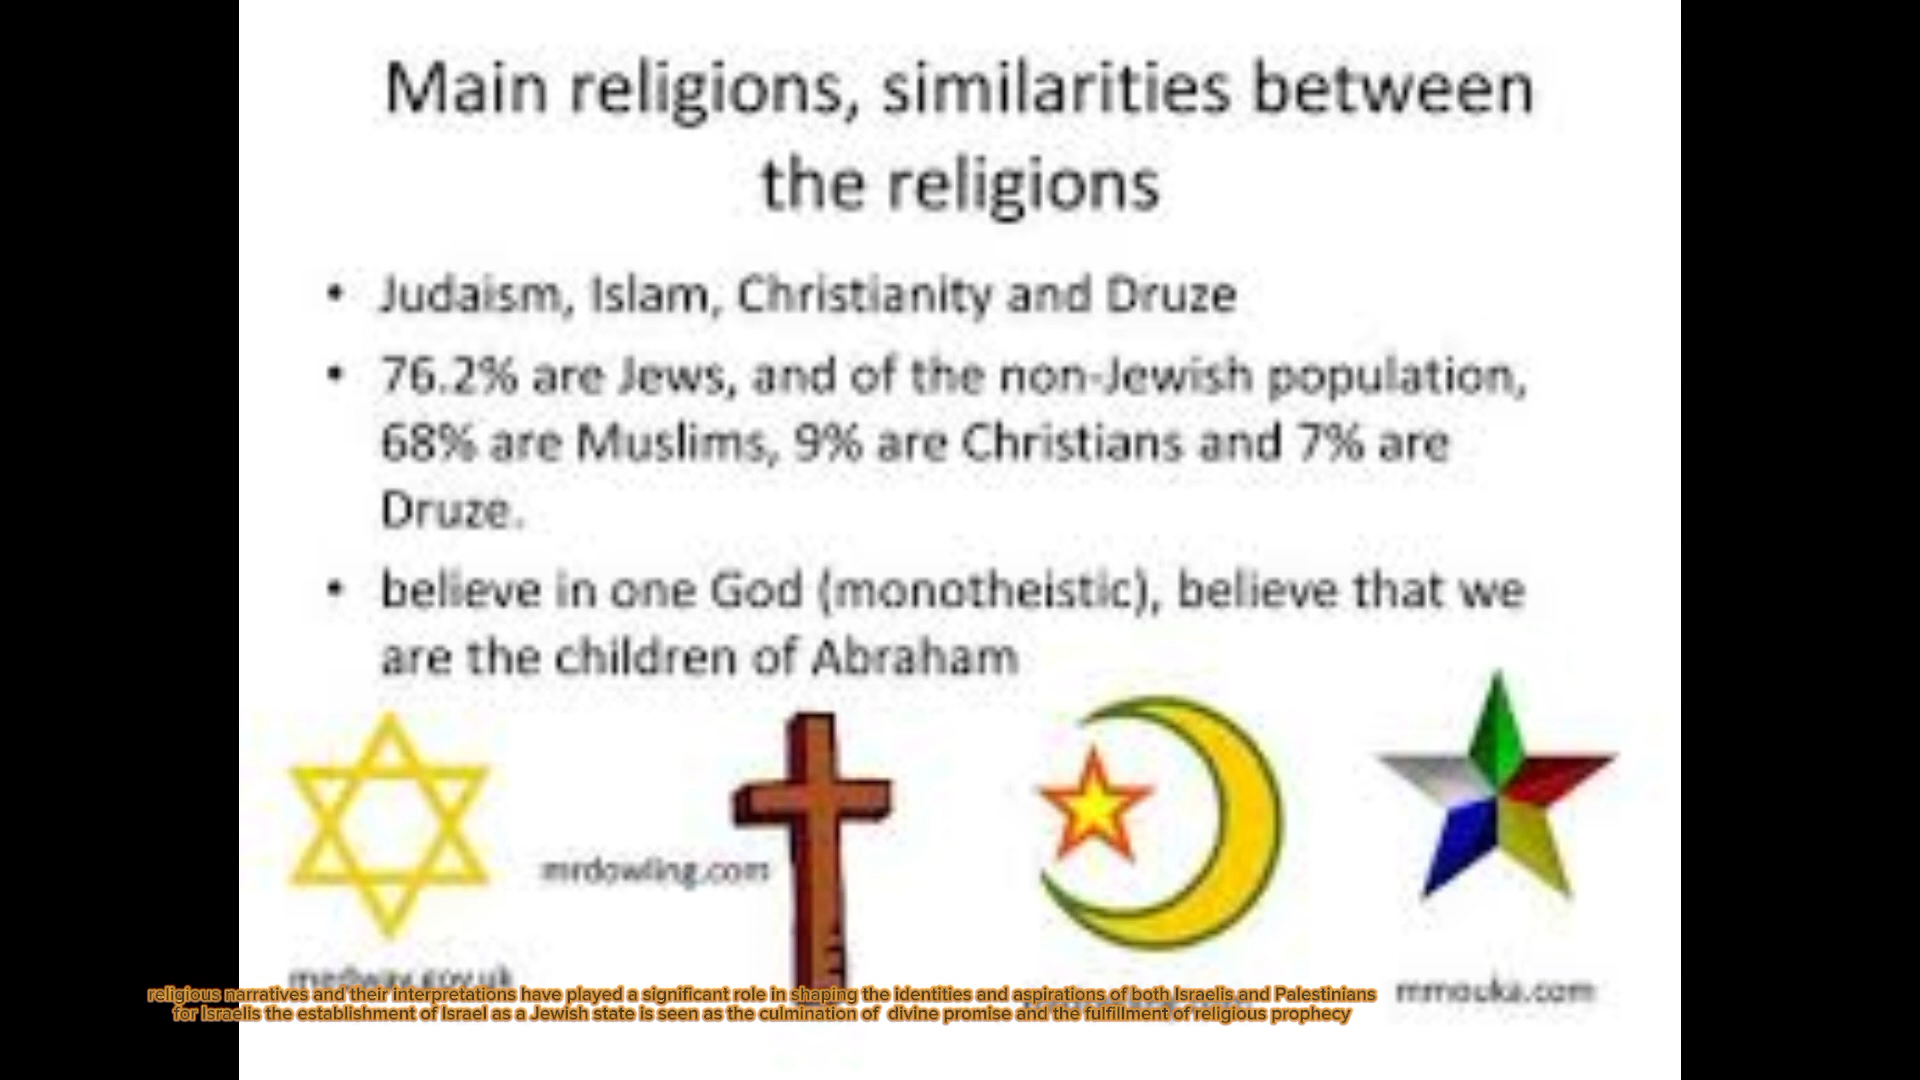 Main religions, similarities between
the religions
• Judaism, Islam, Christianity and Druze
• 76.2% are Jews, and of the non-Jewish population,
68% are Muslims, 9% are Christians and 7% are
Druze.
• believe in one God (monotheistic), believe that we
are the children of Abraham
mrdowling.com
medway.gov.uk
mmouka.com
religious narratives and their interpretations have played a significant role in shaping the identities and aspirations of both Israelis and Palestinians
for Israelis the establishment of Israel as a Jewish state is seen as the culmination of divine promise and the fulfillment of religious prophecy